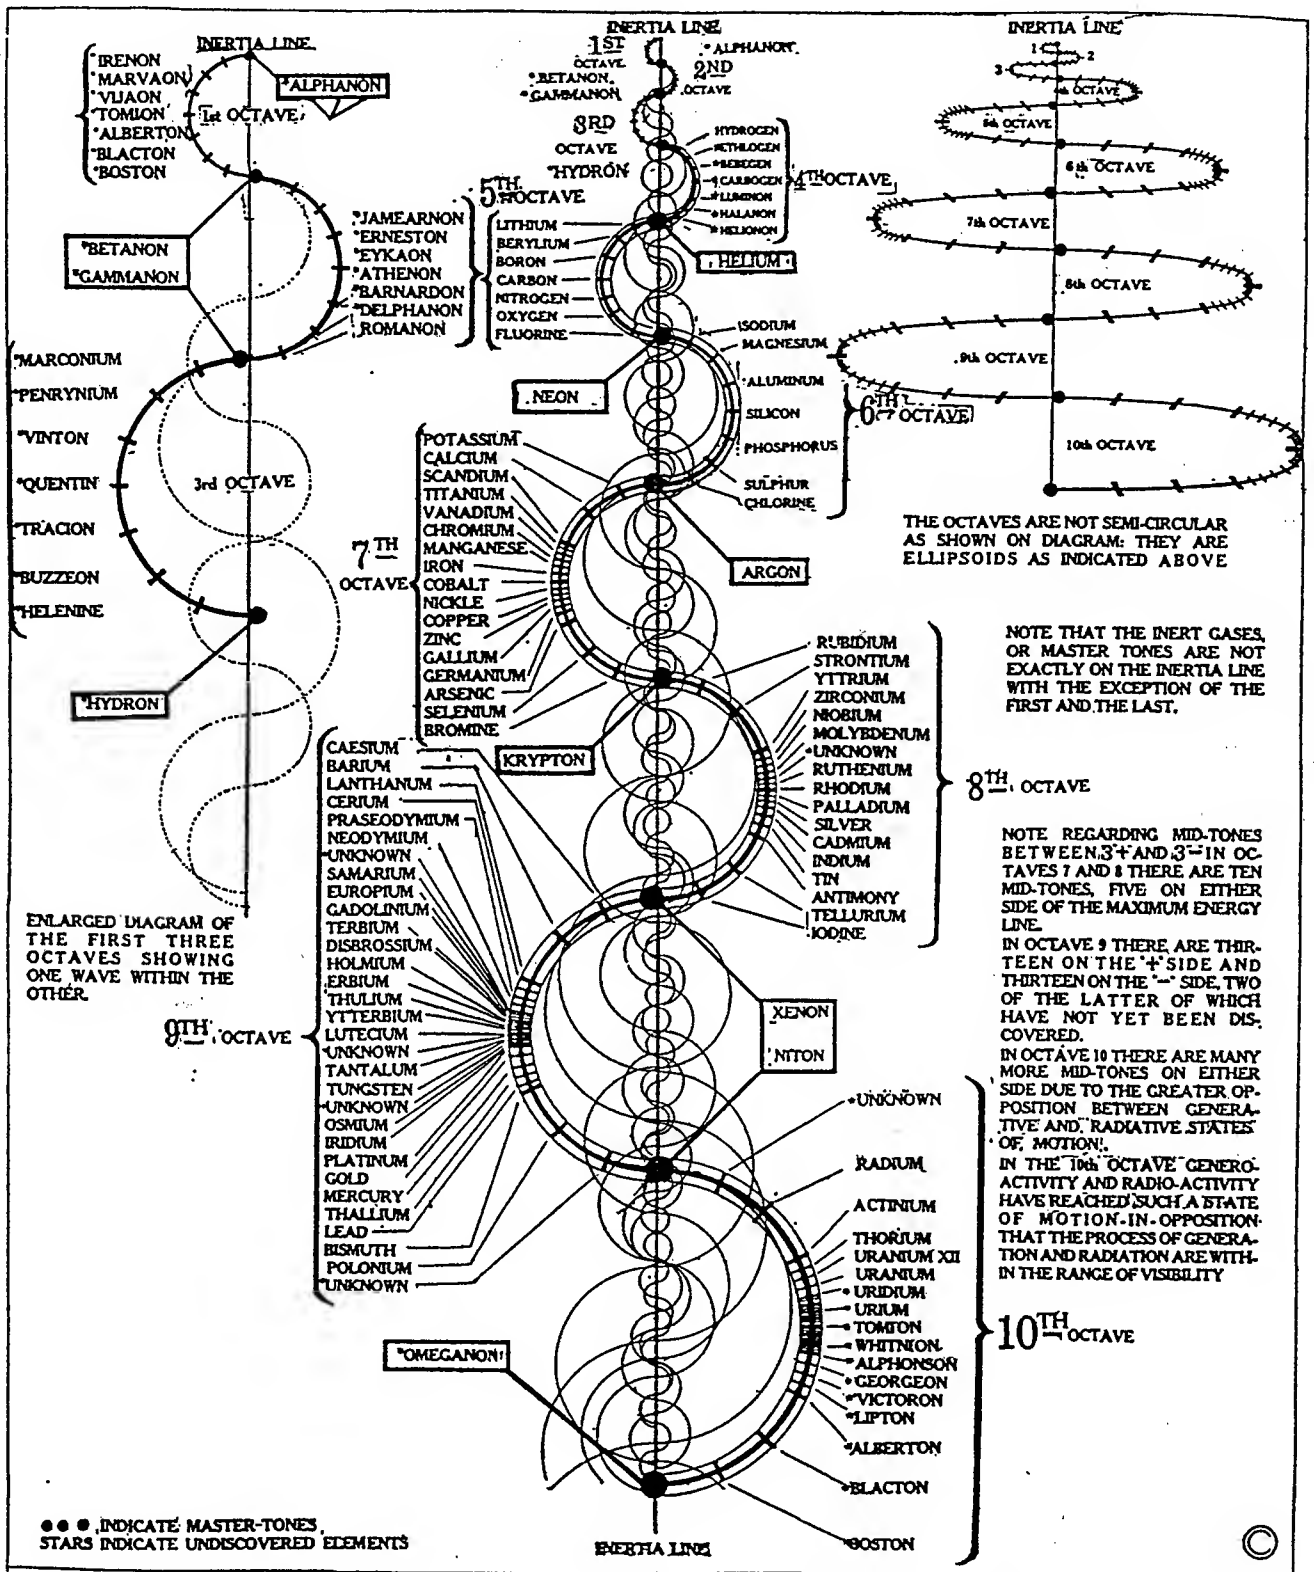 INERTIA LINE
*IRENON
*MARVAON
*VIJAON
*TOMION
*ALBERTON
*BLACTON
*BOSTON
*ALPHANON
1st OCTAVE
*BETANON
*GAMMANON
*JAMEARNON
*ERNESTON
*EYKAON
*ATHENON
*BARNARDON
*DELPHANON
ROMANON
*MARCONIUM
*PENRYNIUM
*VINTON
*QUENTIN
*TRACION
*BUZZEON
*HELENINE
3rd OCTAVE
*HYDRON
ENLARGED DIAGRAM OF
THE FIRST THREE
OCTAVES SHOWING
ONE WAVE WITHIN THE
OTHER.
INERTIA LINE
1ST
OCTAVE
*ALPHANON
2ND
OCTAVE
*BETANON
*GAMMANON
3RD
OCTAVE
*HYDRON
HYDROGEN
*ETHLOGEN
*BEBEGEN
*CARBOGEN
*LUMINON
*HALANON
*HELIONON
4TH OCTAVE
HELIUM
5TH
OCTAVE
LITHIUM
BERYLIUM
BORON
CARBON
NITROGEN
OXYGEN
FLUORINE
NEON
SODIUM
MAGNESIUM
ALUMINUM
SILICON
PHOSPHORUS
SULPHUR
CHLORINE
6TH OCTAVE
ARGON
7TH
OCTAVE
POTASSIUM
CALCIUM
SCANDIUM
TITANIUM
VANADIUM
CHROMIUM
MANGANESE
IRON
COBALT
NICKLE
COPPER
ZINC
GALLIUM
GERMANIUM
ARSENIC
SELENIUM
BROMINE
KRYPTON
RUBIDIUM
STRONTIUM
YTTRIUM
ZIRCONIUM
NIOBIUM
MOLYBDENUM
*UNKNOWN
RUTHENIUM
RHODIUM
PALLADIUM
SILVER
CADMIUM
INDIUM
TIN
ANTIMONY
TELLURIUM
IODINE
8TH OCTAVE
9TH OCTAVE
CAESIUM
BARIUM
LANTHANUM
CERIUM
PRASEODYMIUM
NEODYMIUM
*UNKNOWN
SAMARIUM
EUROPIUM
GADOLINIUM
TERBIUM
DISBROSSIUM
HOLMIUM
ERBIUM
THULIUM
YTTERBIUM
LUTECIUM
*UNKNOWN
TANTALUM
TUNGSTEN
*UNKNOWN
OSMIUM
IRIDIUM
PLATINUM
GOLD
MERCURY
THALLIUM
LEAD
BISMUTH
POLONIUM
*UNKNOWN
XENON
NITON
*UNKNOWN
RADIUM
ACTINIUM
THORIUM
URANIUM XII
URANIUM
*URIDIUM
*URIUM
*TOMION
*WHITNION
*ALPHONSON
*GEORGEON
*VICTORON
*LIPTON
*ALBERTON
*BLACTON
*BOSTON
10TH OCTAVE
*OMEGANON
INERTIA LINE
INERTIA LINE
1
2
3
4th OCTAVE
5th OCTAVE
6th OCTAVE
7th OCTAVE
8th OCTAVE
9th OCTAVE
10th OCTAVE
THE OCTAVES ARE NOT SEMI-CIRCULAR
AS SHOWN ON DIAGRAM: THEY ARE
ELLIPSOIDS AS INDICATED ABOVE
NOTE THAT THE INERT GASES,
OR MASTER TONES ARE NOT
EXACTLY ON THE INERTIA LINE
WITH THE EXCEPTION OF THE
FIRST AND THE LAST.
NOTE REGARDING MID-TONES
BETWEEN 3+ AND 3- IN OC-
TAVES 7 AND 8 THERE ARE TEN
MID-TONES, FIVE ON EITHER
SIDE OF THE MAXIMUM ENERGY
LINE.
IN OCTAVE 9 THERE ARE THIR-
TEEN ON THE "+" SIDE AND
THIRTEEN ON THE "-" SIDE, TWO
OF THE LATTER OF WHICH
HAVE NOT YET BEEN DIS-
COVERED.
IN OCTAVE 10 THERE ARE MANY
MORE MID-TONES ON EITHER
SIDE DUE TO THE GREATER OP-
POSITION BETWEEN GENERA-
TIVE AND RADIATIVE STATES
OF MOTION.
IN THE 10th OCTAVE GENERO-
ACTIVITY AND RADIO-ACTIVITY
HAVE REACHED SUCH A STATE
OF MOTION-IN-OPPOSITION
THAT THE PROCESS OF GENERA-
TION AND RADIATION ARE WITH-
IN THE RANGE OF VISIBILITY
●●● INDICATE MASTER-TONES
STARS INDICATE UNDISCOVERED ELEMENTS
©